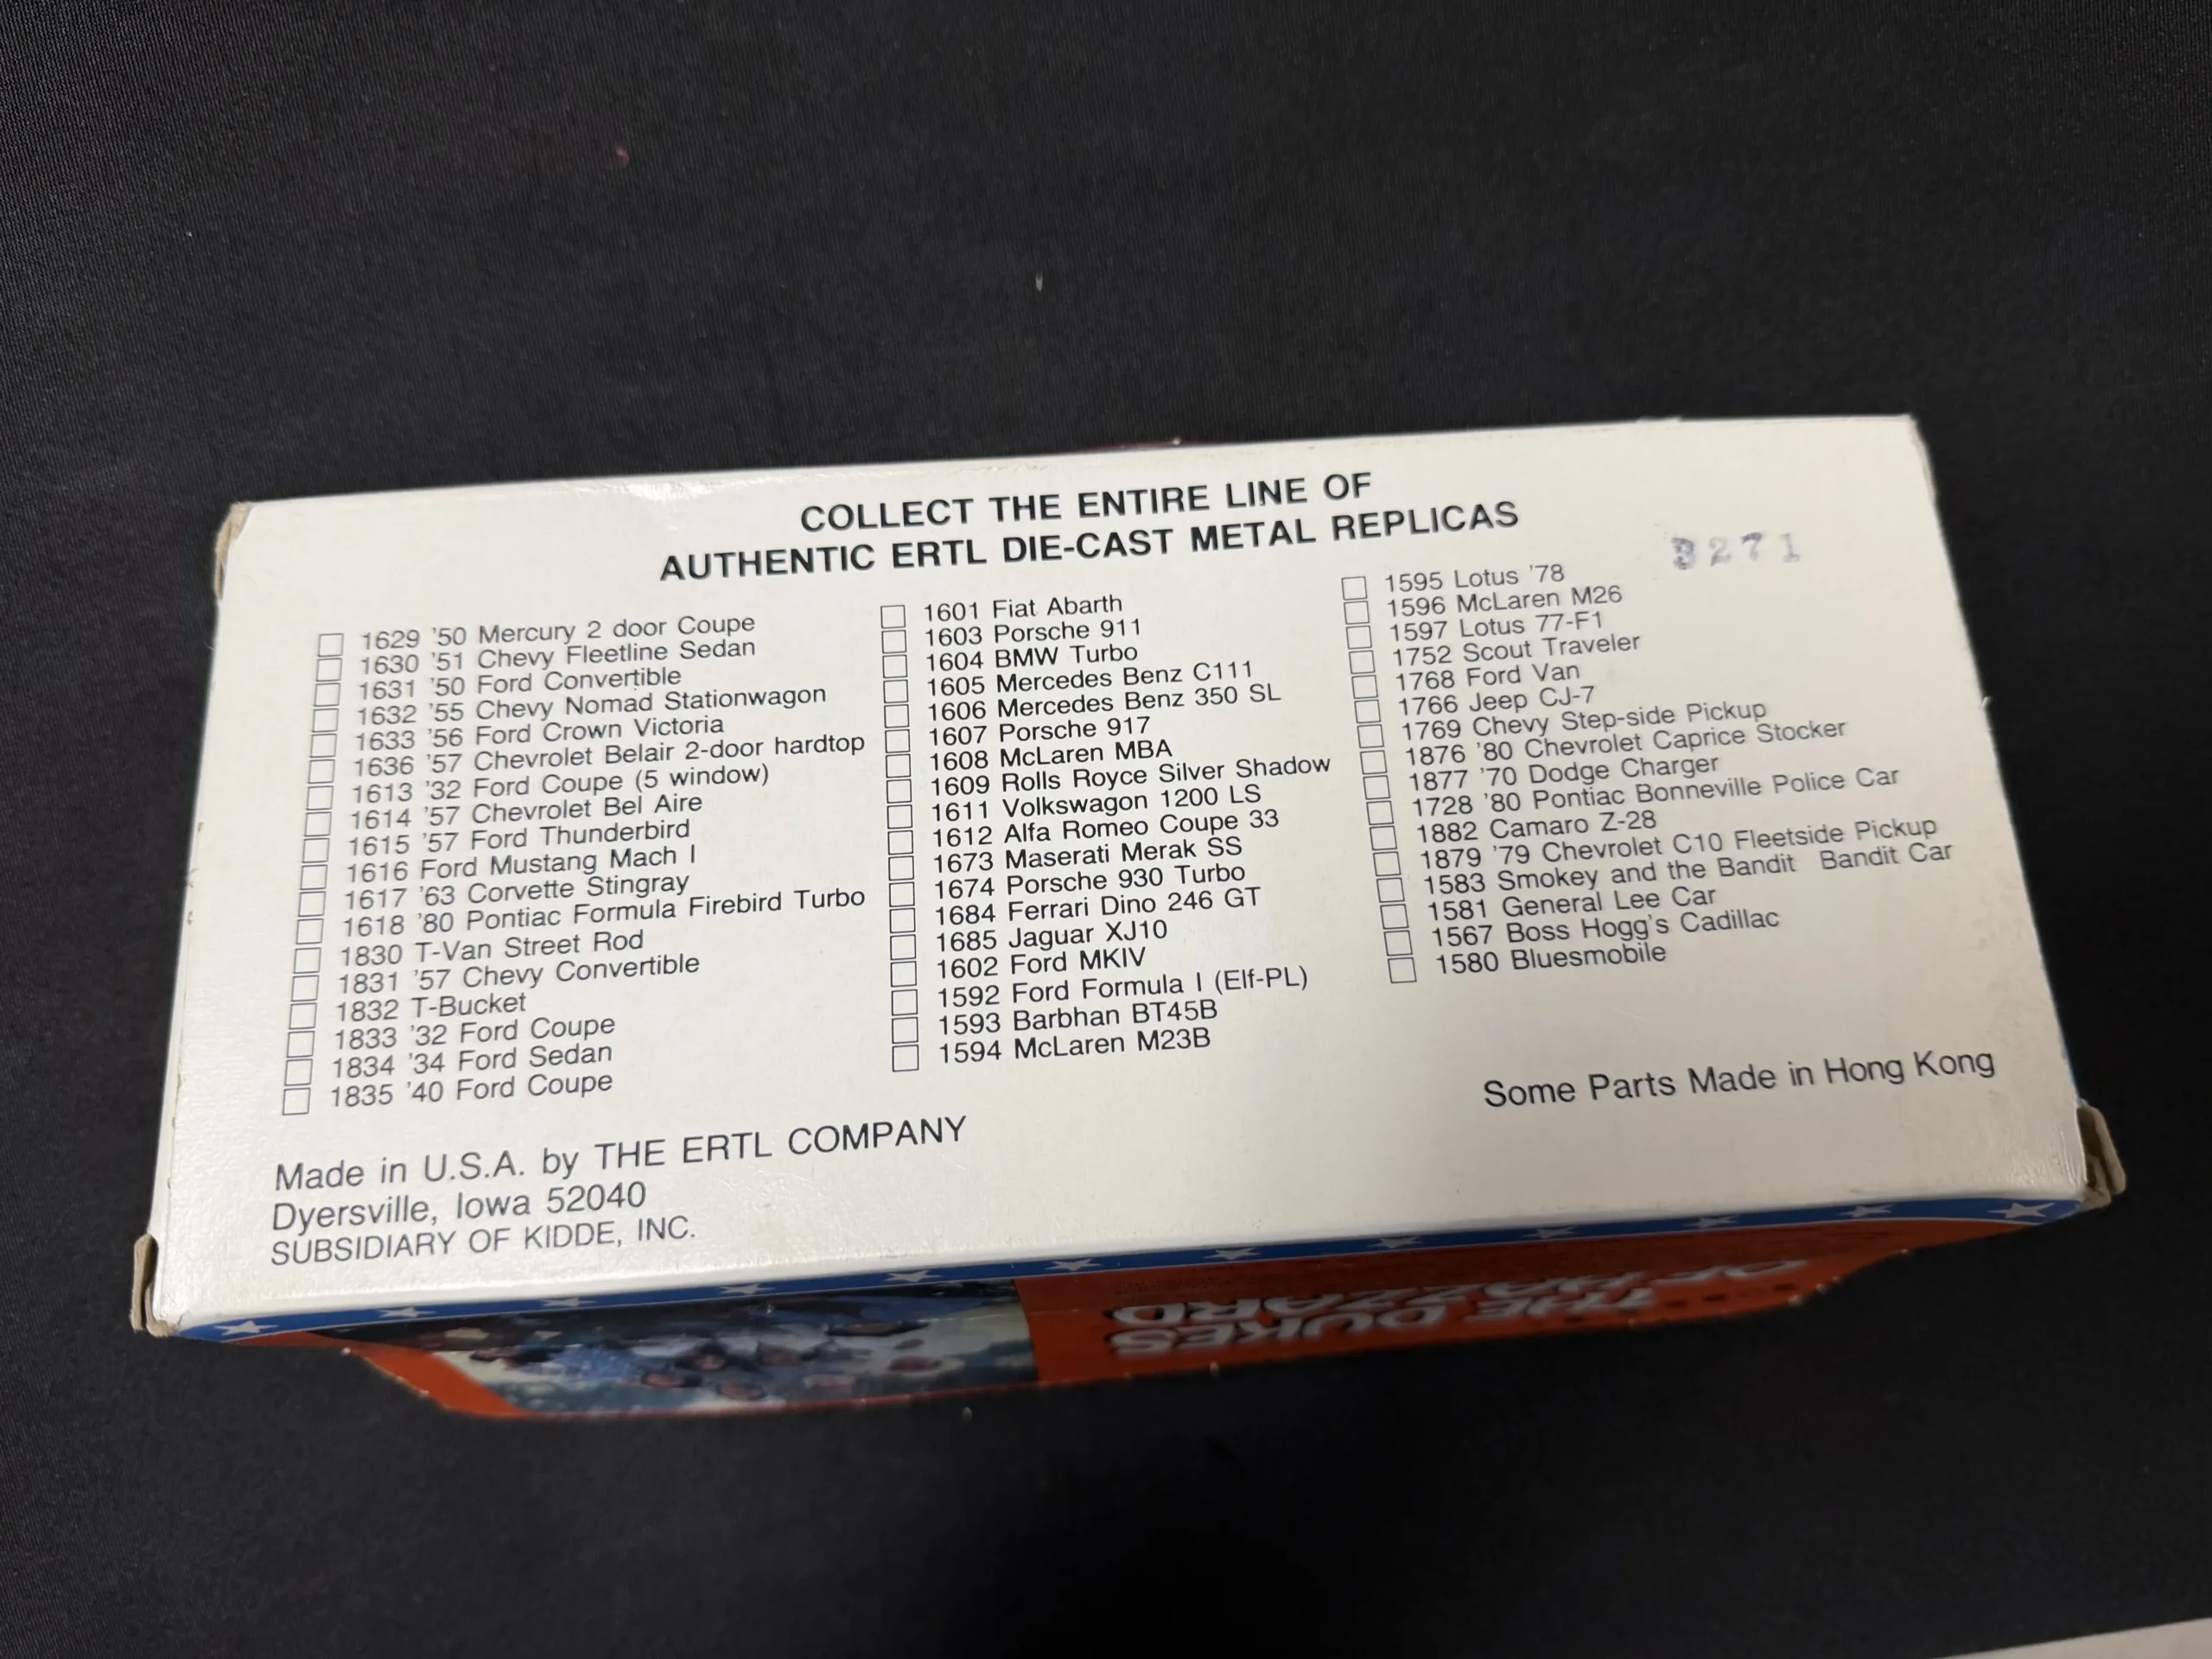 COLLECT THE ENTIRE LINE OF
AUTHENTIC ERTL DIE-CAST METAL REPLICAS
3271
1629 '50 Mercury 2 door Coupe
1630 '51 Chevy Fleetline Sedan
1631 '50 Ford Convertible
1632 '55 Chevy Nomad Stationwagon
1633 '56 Ford Crown Victoria
1636 '57 Chevrolet Belair 2-door hardtop
1613 '32 Ford Coupe (5 window)
1614 '57 Chevrolet Bel Aire
1615 '57 Ford Thunderbird
1616 Ford Mustang Mach I
1617 '63 Corvette Stingray
1618 '80 Pontiac Formula Firebird Turbo
1830 T-Van Street Rod
1831 '57 Chevy Convertible
1832 T-Bucket
1833 '32 Ford Coupe
1834 '34 Ford Sedan
1835 '40 Ford Coupe
1601 Fiat Abarth
1603 Porsche 911
1604 BMW Turbo
1605 Mercedes Benz C111
1606 Mercedes Benz 350 SL
1607 Porsche 917
1608 McLaren MBA
1609 Rolls Royce Silver Shadow
1611 Volkswagon 1200 LS
1612 Alfa Romeo Coupe 33
1673 Maserati Merak SS
1674 Porsche 930 Turbo
1684 Ferrari Dino 246 GT
1685 Jaguar XJ10
1602 Ford MKIV
1592 Ford Formula I (Elf-PL)
1593 Barbhan BT45B
1594 McLaren M23B
1595 Lotus '78
1596 McLaren M26
1597 Lotus 77-F1
1752 Scout Traveler
1768 Ford Van
1766 Jeep CJ-7
1769 Chevy Step-side Pickup
1876 '80 Chevrolet Caprice Stocker
1877 '70 Dodge Charger
1728 '80 Pontiac Bonneville Police Car
1882 Camaro Z-28
1879 '79 Chevrolet C10 Fleetside Pickup
1583 Smokey and the Bandit Bandit Car
1581 General Lee Car
1567 Boss Hogg's Cadillac
1580 Bluesmobile
Some Parts Made in Hong Kong
Made in U.S.A. by THE ERTL COMPANY
Dyersville, Iowa 52040
SUBSIDIARY OF KIDDE, INC.
THE DUKES
OF HAZZARD